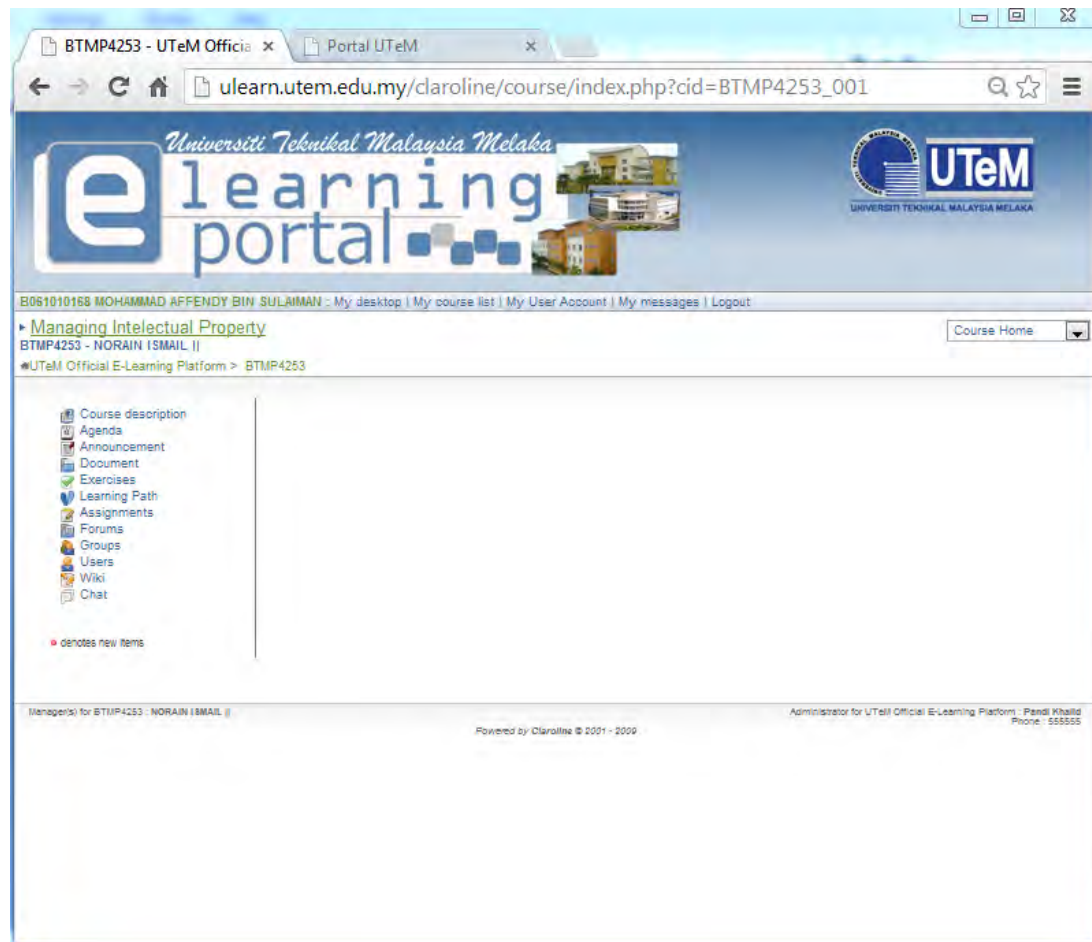 BTMP4253 - UTeM Officia
Portal UTeM
ulearn.utem.edu.my/claroline/course/index.php?cid=BTMP4253_001
Universiti Teknikal Malaysia Melaka
e learning
portal
UTeM
UNIVERSITI TEKNIKAL MALAYSIA MELAKA
B061010168 MOHAMMAD AFFENDY BIN SULAIMAN : My desktop | My course list | My User Account | My messages | Logout
Managing Intelectual Property
Course Home
BTMP4253 - NORAIN ISMAIL ||
UTeM Official E-Learning Platform > BTMP4253
Course description
Agenda
Announcement
Document
Exercises
Learning Path
Assignments
Forums
Groups
Users
Wiki
Chat
denotes new items
Manager(s) for BTMP4253 : NORAIN ISMAIL ||
Administrator for UTeM Official E-Learning Platform : Pandi Khalid
Phone : 555555
Powered by Claroline © 2001 - 2009